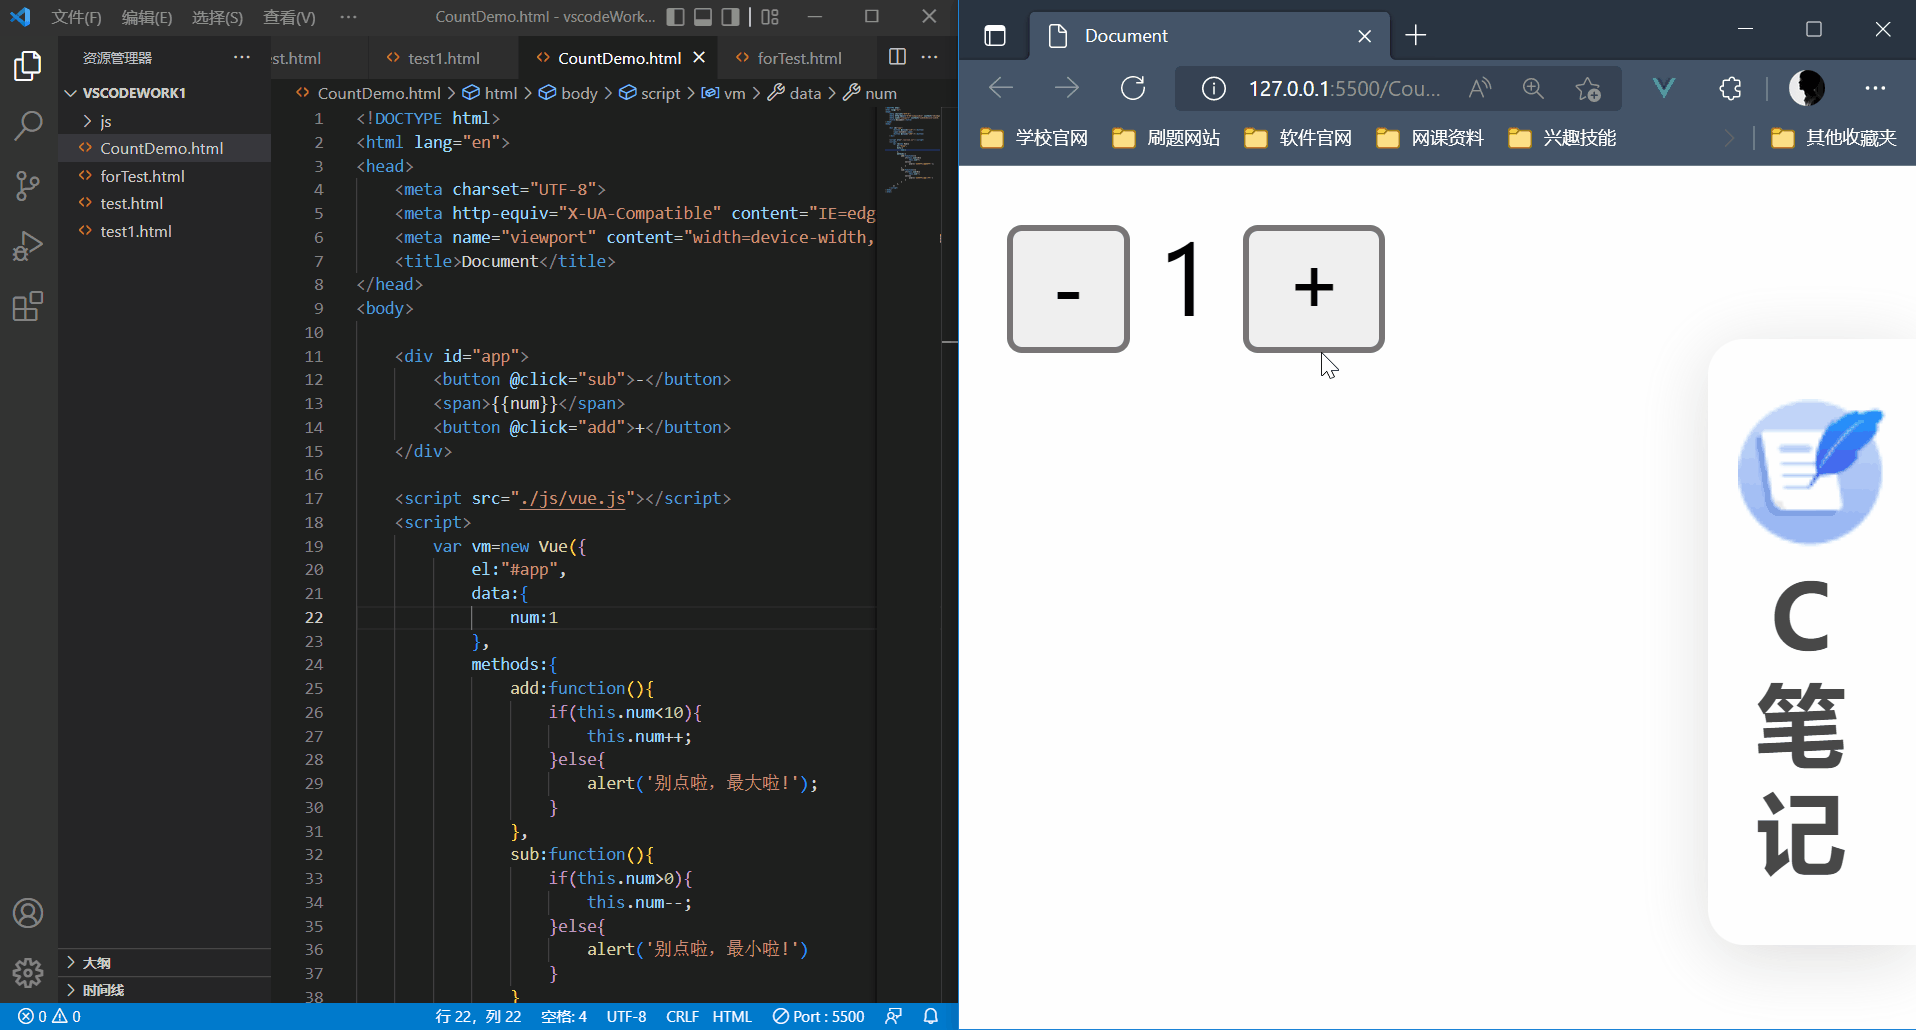 文件(F) 编辑(E) 选择(S) 查看(V) ··· CountDemo.html - vscodeWork...
资源管理器 ···
VSCODEWORK1
js
CountDemo.html
forTest.html
test.html
test1.html
大纲
时间线
st.html test1.html CountDemo.html forTest.html ···
CountDemo.html > html > body > script > vm > data > num
1 <!DOCTYPE html>
2 <html lang="en">
3 <head>
4 <meta charset="UTF-8">
5 <meta http-equiv="X-UA-Compatible" content="IE=edg
6 <meta name="viewport" content="width=device-width,
7 <title>Document</title>
8 </head>
9 <body>
10
11 <div id="app">
12 <button @click="sub">-</button>
13 <span>{{num}}</span>
14 <button @click="add">+</button>
15 </div>
16
17 <script src="./js/vue.js"></script>
18 <script>
19 var vm=new Vue({
20 el:"#app",
21 data:{
22 num:1
23 },
24 methods:{
25 add:function(){
26 if(this.num<10){
27 this.num++;
28 }else{
29 alert('别点啦，最大啦!');
30 }
31 },
32 sub:function(){
33 if(this.num>0){
34 this.num--;
35 }else{
36 alert('别点啦，最小啦!')
37 }
38 }
0 0 行 22，列 22 空格: 4 UTF-8 CRLF HTML Port : 5500
Document
127.0.0.1:5500/Cou...
学校官网 刷题网站 软件官网 网课资料 兴趣技能 其他收藏夹
- 1 +
C
笔
记